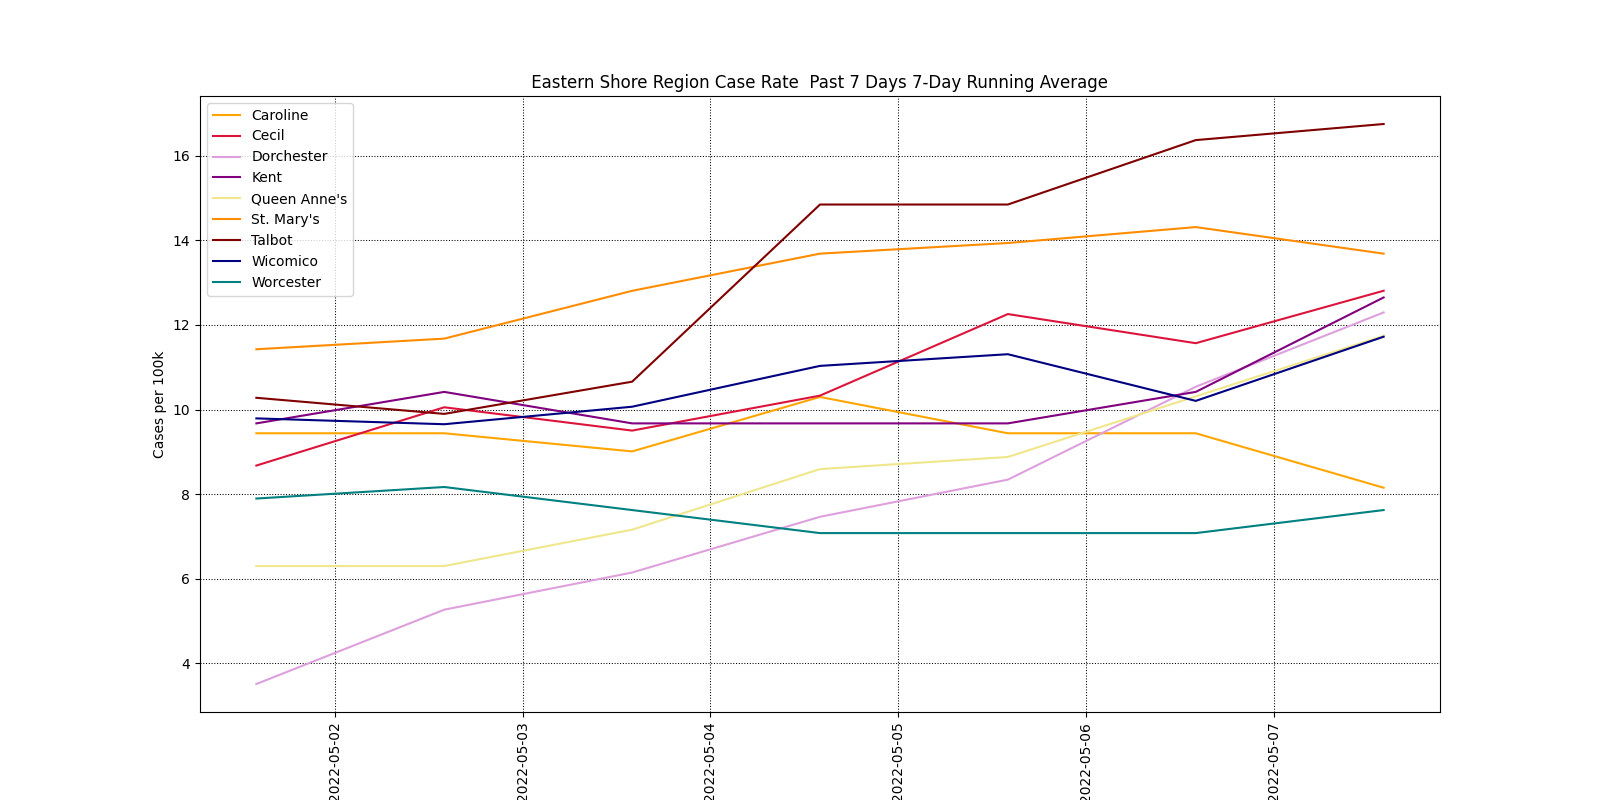 Eastern Shore Region Case Rate  Past 7 Days 7-Day Running Average
Caroline
Cecil
Dorchester
Kent
Queen Anne's
St. Mary's
Talbot
Wicomico
Worcester
Cases per 100k
16
14
12
10
8
6
4
2022-05-02
2022-05-03
2022-05-04
2022-05-05
2022-05-06
2022-05-07